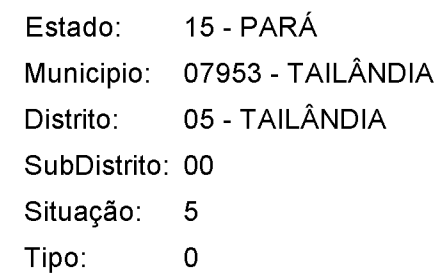 Estado: 15 - PARÁ
Municipio: 07953 - TAILÂNDIA
Distrito: 05 - TAILÂNDIA
SubDistrito: 00
Situação: 5
Tipo: 0